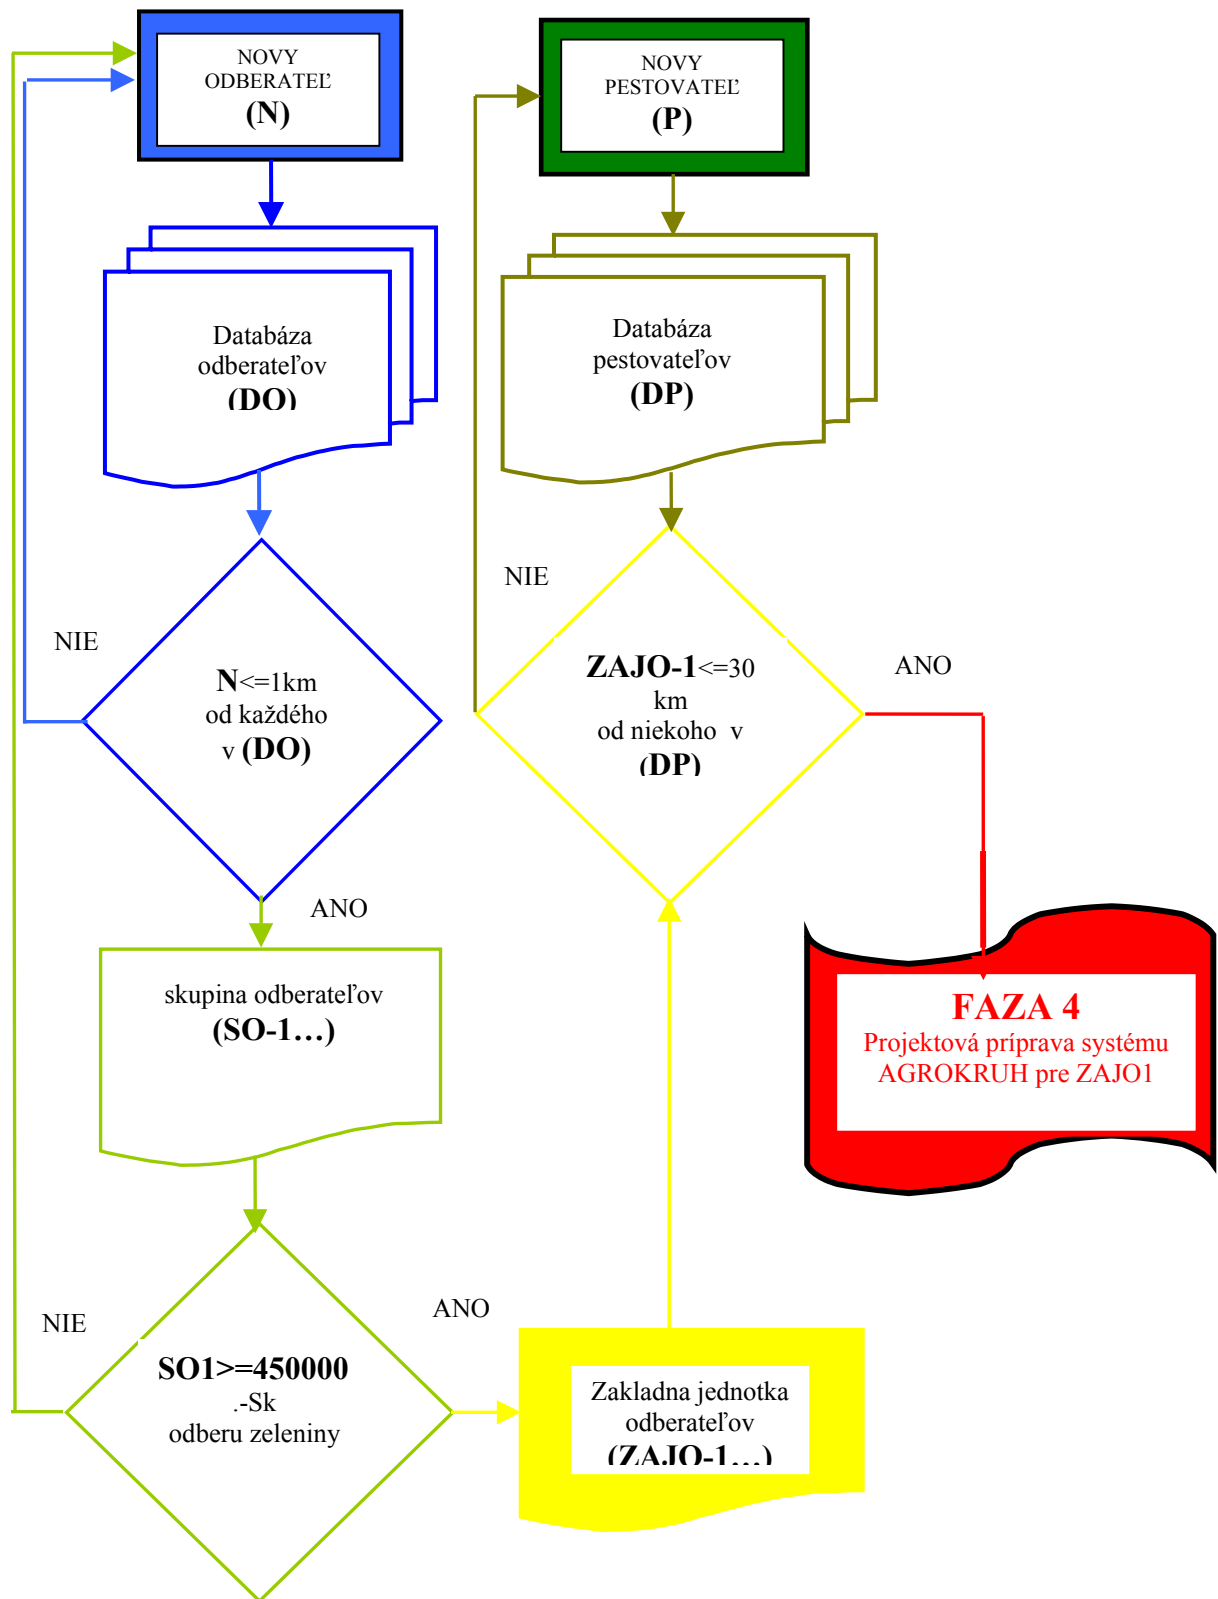 NOVY
ODBERATEĽ
(N)
NOVY
PESTOVATEĽ
(P)
Databáza
odberateľov
(DO)
Databáza
pestovateľov
(DP)
NIE
N<=1km
od každého
v (DO)
NIE
ZAJO-1<=30
km
od niekoho v
(DP)
ANO
ANO
skupina odberateľov
(SO-1…)
FAZA 4
Projektová príprava systému
AGROKRUH pre ZAJO1
NIE
SO1>=450000
.-Sk
odberu zeleniny
ANO
Zakladna jednotka
odberateľov
(ZAJO-1…)